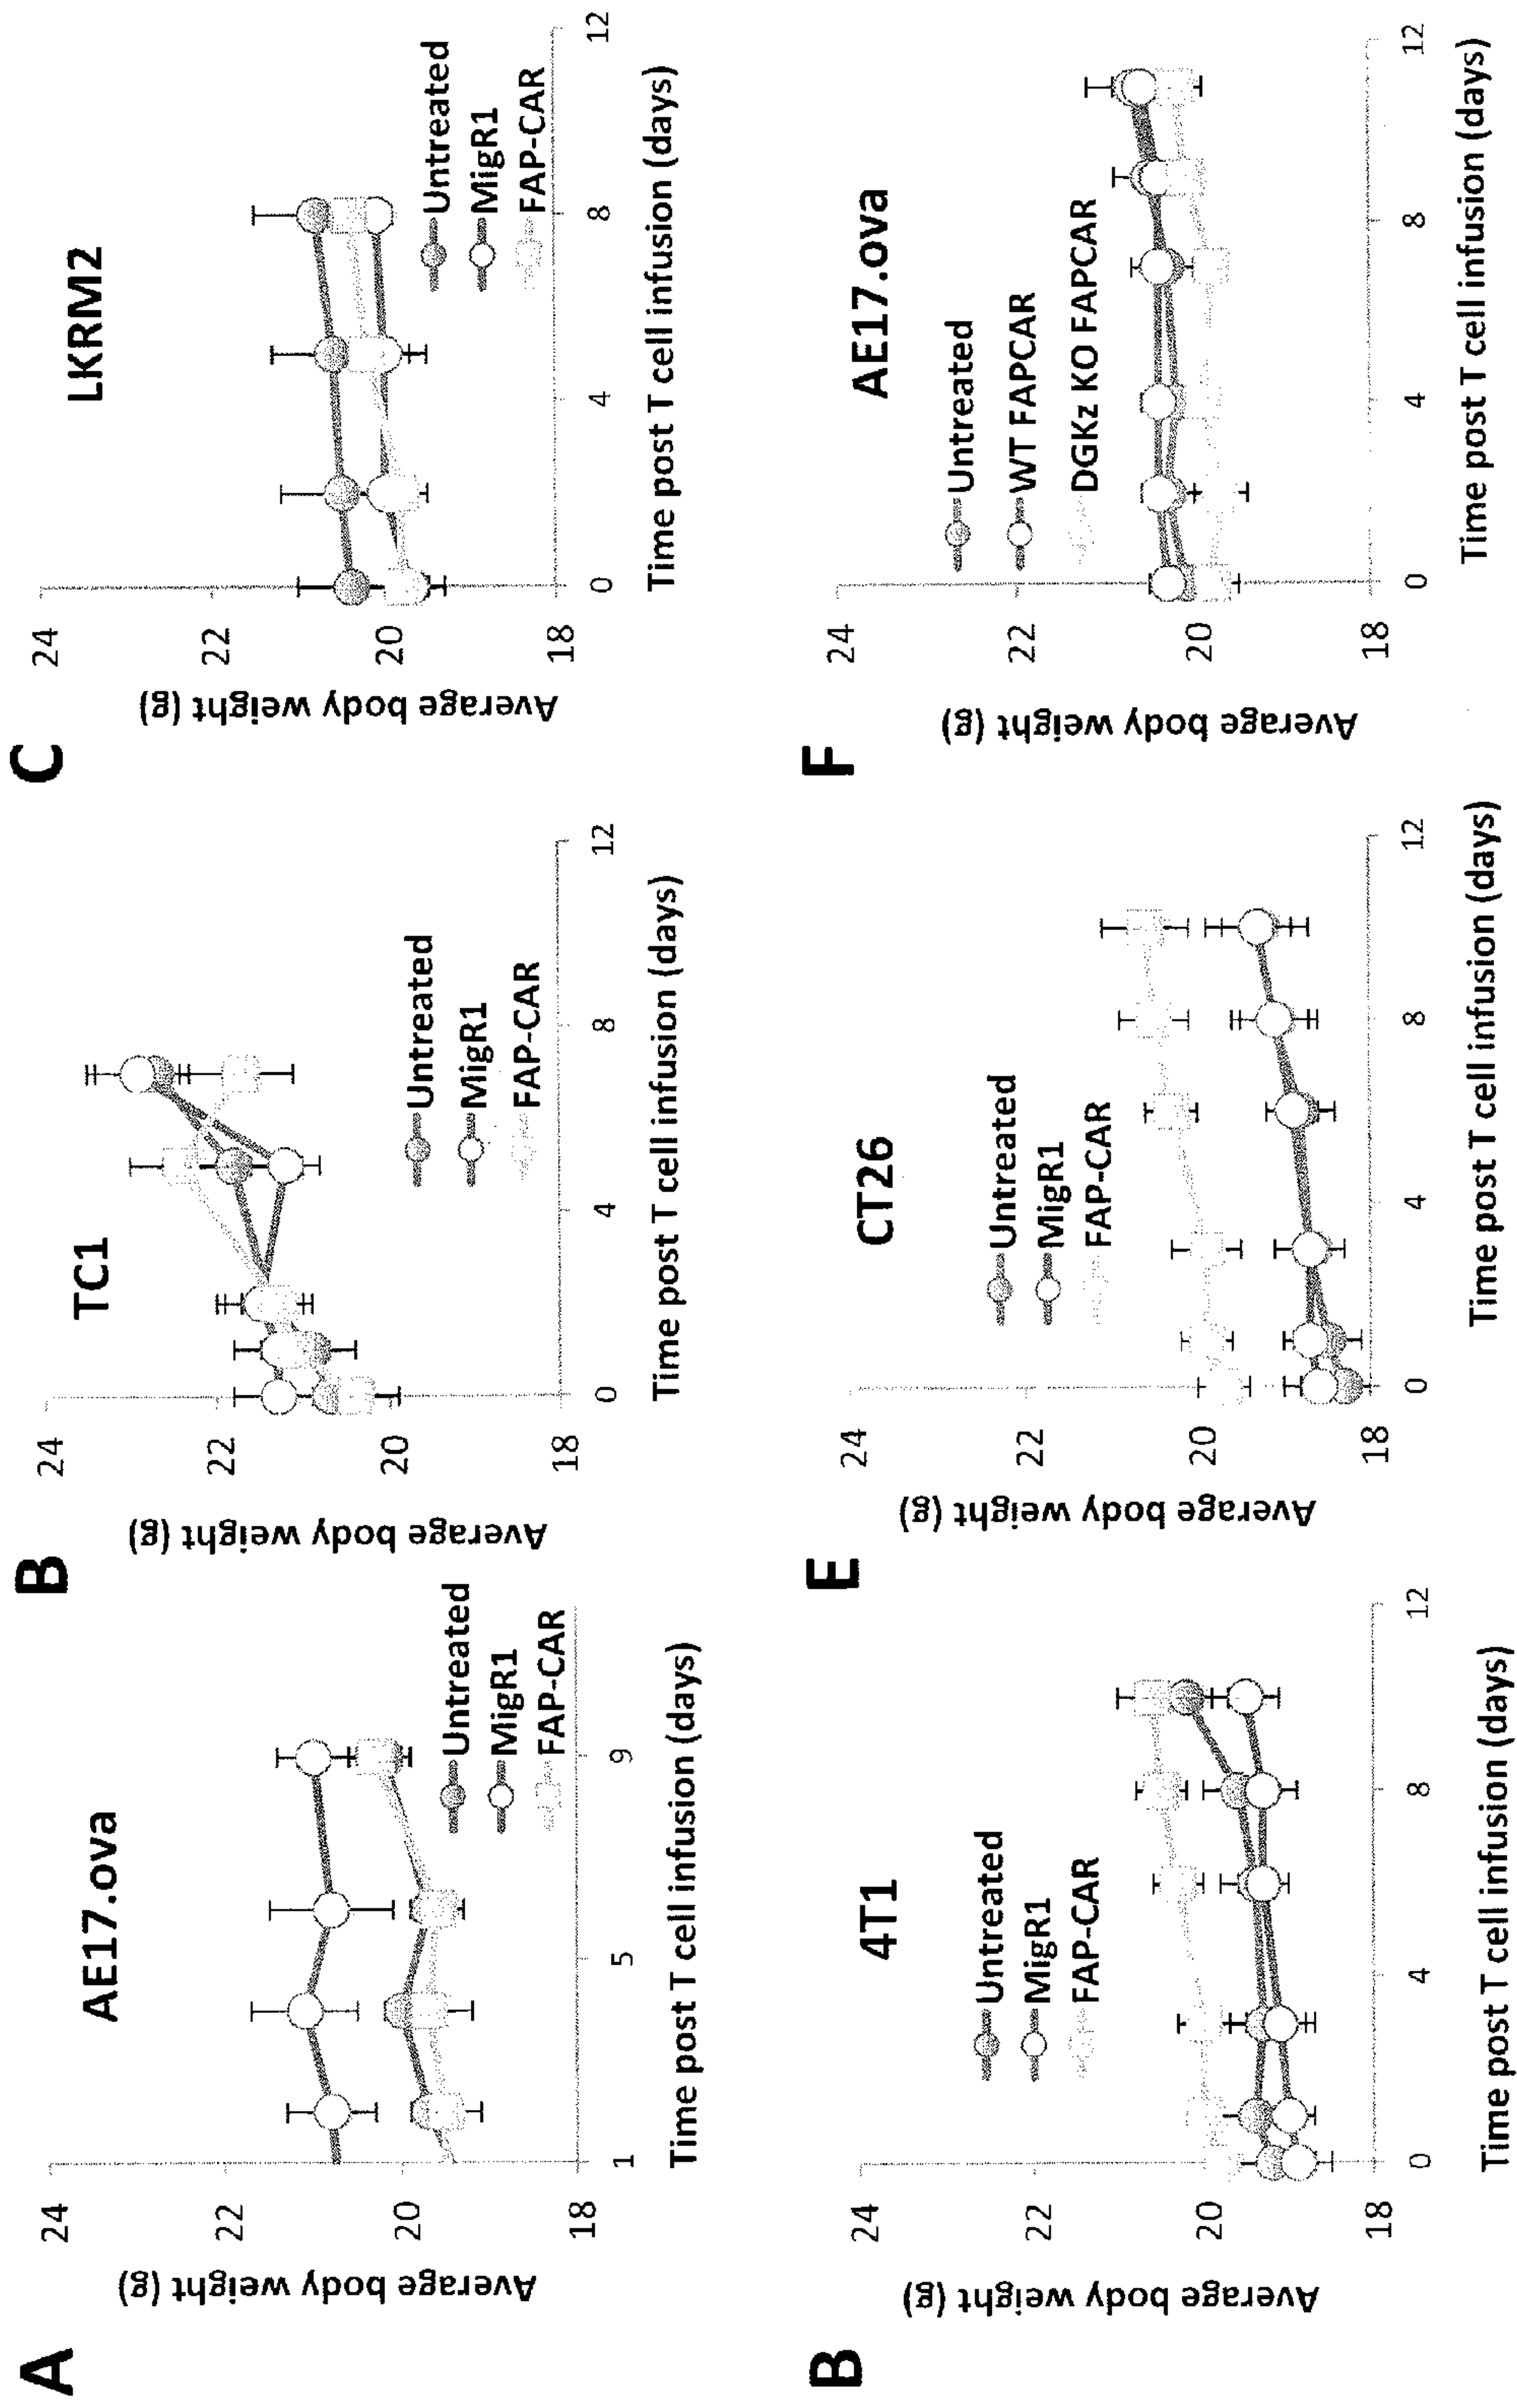 A
AE17.ova
Average body weight (g)
24
22
20
18
1
5
9
Time post T cell infusion (days)
Untreated
MigR1
FAP-CAR
B
TC1
Average body weight (g)
24
22
20
18
0
4
8
12
Time post T cell infusion (days)
Untreated
MigR1
FAP-CAR
C
LKRM2
Average body weight (g)
24
22
20
18
0
4
8
12
Time post T cell infusion (days)
Untreated
MigR1
FAP-CAR
B
4T1
Average body weight (g)
24
22
20
18
0
4
8
12
Time post T cell infusion (days)
Untreated
MigR1
FAP-CAR
E
CT26
Average body weight (g)
24
22
20
18
0
4
8
12
Time post T cell infusion (days)
Untreated
MigR1
FAP-CAR
F
AE17.ova
Average body weight (g)
24
22
20
18
0
4
8
12
Time post T cell infusion (days)
Untreated
WT FAPCAR
DGKz KO FAPCAR